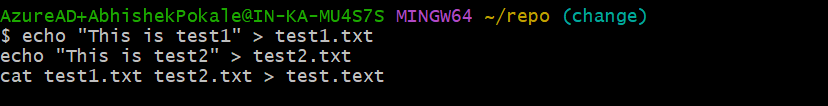 AzureAD+AbhishekPokale@IN-KA-MU4S7S MINGW64 ~/repo (change)
$ echo "This is test1" > test1.txt
echo "This is test2" > test2.txt
cat test1.txt test2.txt > test.text